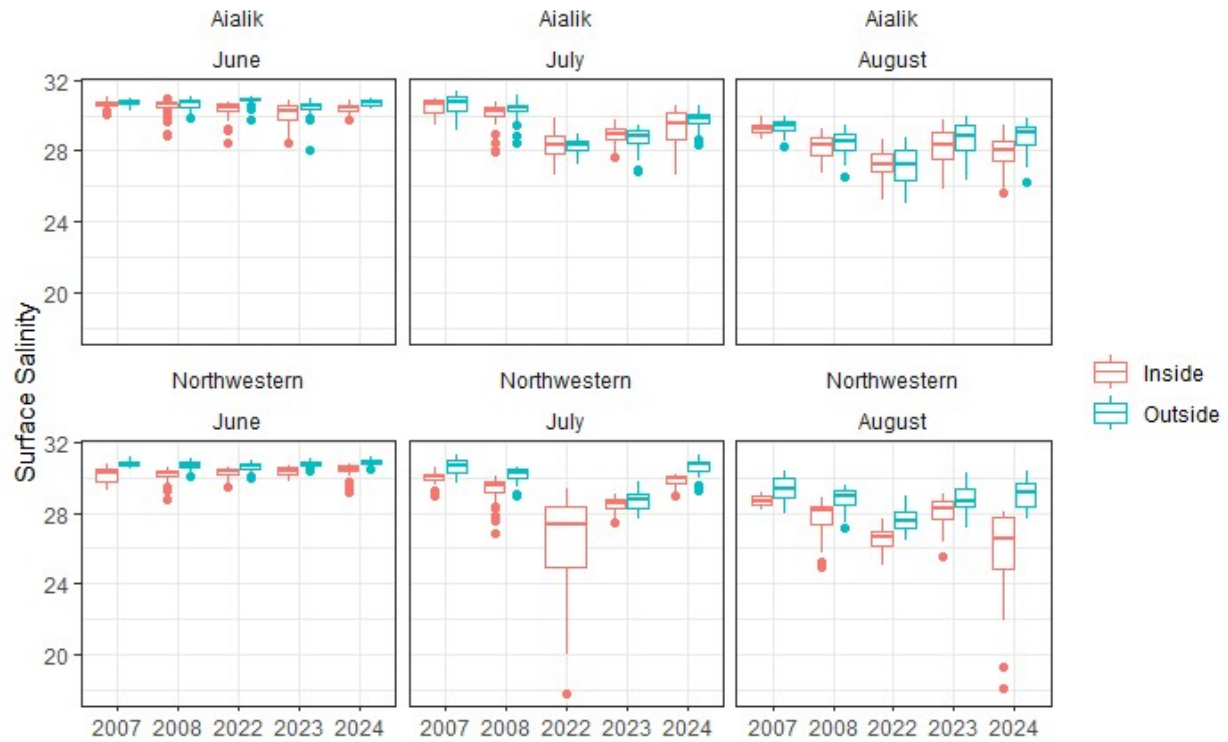 Aialik Aialik Aialik
June July August
32
28
24
20
Surface Salinity
Northwestern Northwestern Northwestern
June July August
Inside
Outside
32
28
24
20
2007 2008 2022 2023 2024 2007 2008 2022 2023 2024 2007 2008 2022 2023 2024